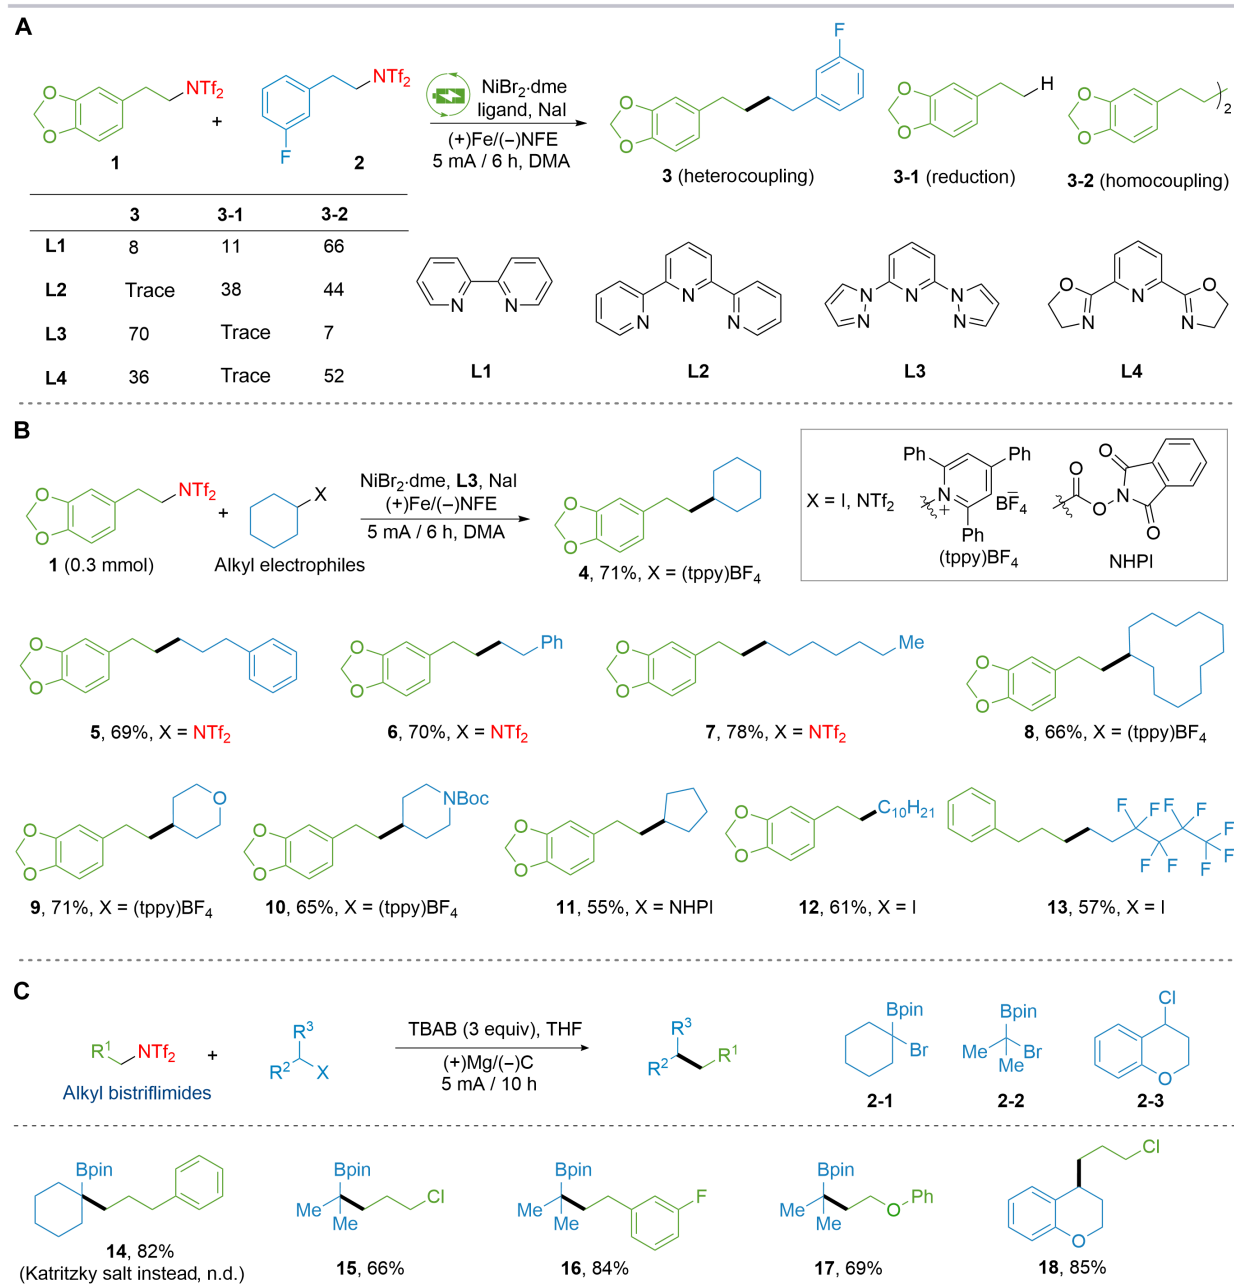 A
NTf2
+
NTf2
F
1
2
NiBr2·dme
ligand, NaI
(+)Fe/(−)NFE
5 mA / 6 h, DMA
F
3 (heterocoupling)
H
3-1 (reduction)
)2
3-2 (homocoupling)
O
O
3 3-1 3-2
L1 8 11 66
L2 Trace 38 44
L3 70 Trace 7
L4 36 Trace 52
N N
L1
N N N
L2
N N N N N
L3
O N N N O
L4
B
O
O
NTf2
1 (0.3 mmol)
+
X
Alkyl electrophiles
NiBr2·dme, L3, NaI
(+)Fe/(−)NFE
5 mA / 6 h, DMA
4, 71%, X = (tppy)BF4
X = I, NTf2
Ph
Ph
N
+
BF4
Ph
(tppy)BF4
O
O
N
O
O
NHPI
5, 69%, X = NTf2
Ph
6, 70%, X = NTf2
Me
7, 78%, X = NTf2
8, 66%, X = (tppy)BF4
O
9, 71%, X = (tppy)BF4
NBoc
10, 65%, X = (tppy)BF4
11, 55%, X = NHPI
C10H21
12, 61%, X = I
F F F F
F
F
F F F
13, 57%, X = I
C
R1
NTf2
Alkyl bistriflimides
+
R3
R2
X
TBAB (3 equiv), THF
(+)Mg/(−)C
5 mA / 10 h
R3
R2
R1
Bpin
Br
2-1
Bpin
Me
Br
Me
2-2
Cl
O
2-3
Bpin
14, 82%
(Katritzky salt instead, n.d.)
Bpin
Me
Me
Cl
15, 66%
Bpin
Me
Me
F
16, 84%
Bpin
Me
Me
O
Ph
17, 69%
Cl
O
18, 85%